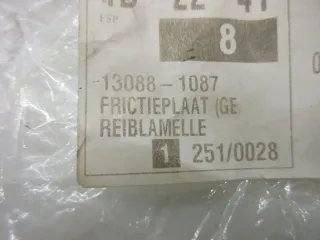 ESP
8
13088-1087
FRICTIEPLAAT (GE
REIBLAMELLE
1 251/0028